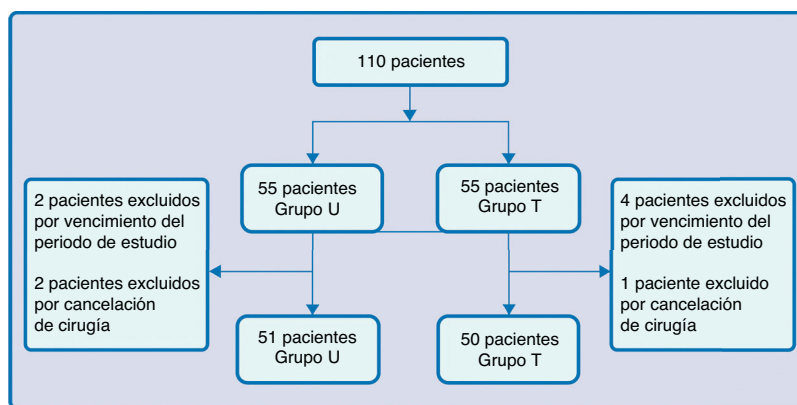 110 pacientes
55 pacientes
Grupo U
55 pacientes
Grupo T
2 pacientes excluidos
por vencimiento del
periodo de estudio
2 pacientes excluidos
por cancelación
de cirugía
4 pacientes excluidos
por vencimiento del
periodo de estudio
1 paciente excluido
por cancelación
de cirugía
51 pacientes
Grupo U
50 pacientes
Grupo T